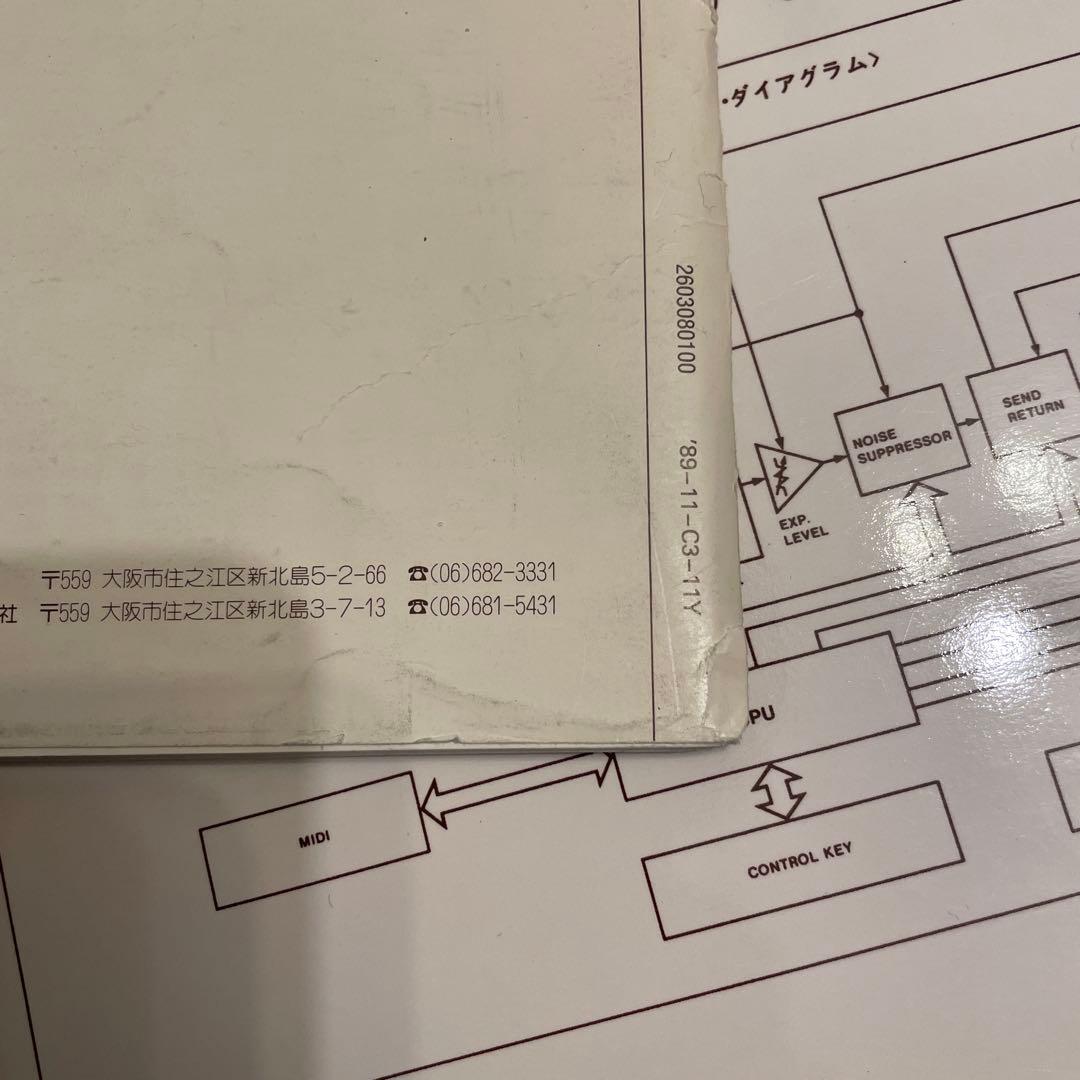 ・ダイアグラム〉
2603080100
'89-11-C3-11Y
NOISE
SUPPRESSOR
SEND
RETURN
EXP.
LEVEL
〒559 大阪市住之江区新北島5-2-66 ☎(06)682-3331
社 〒559 大阪市住之江区新北島3-7-13 ☎(06)681-5431
PU
MIDI
CONTROL KEY